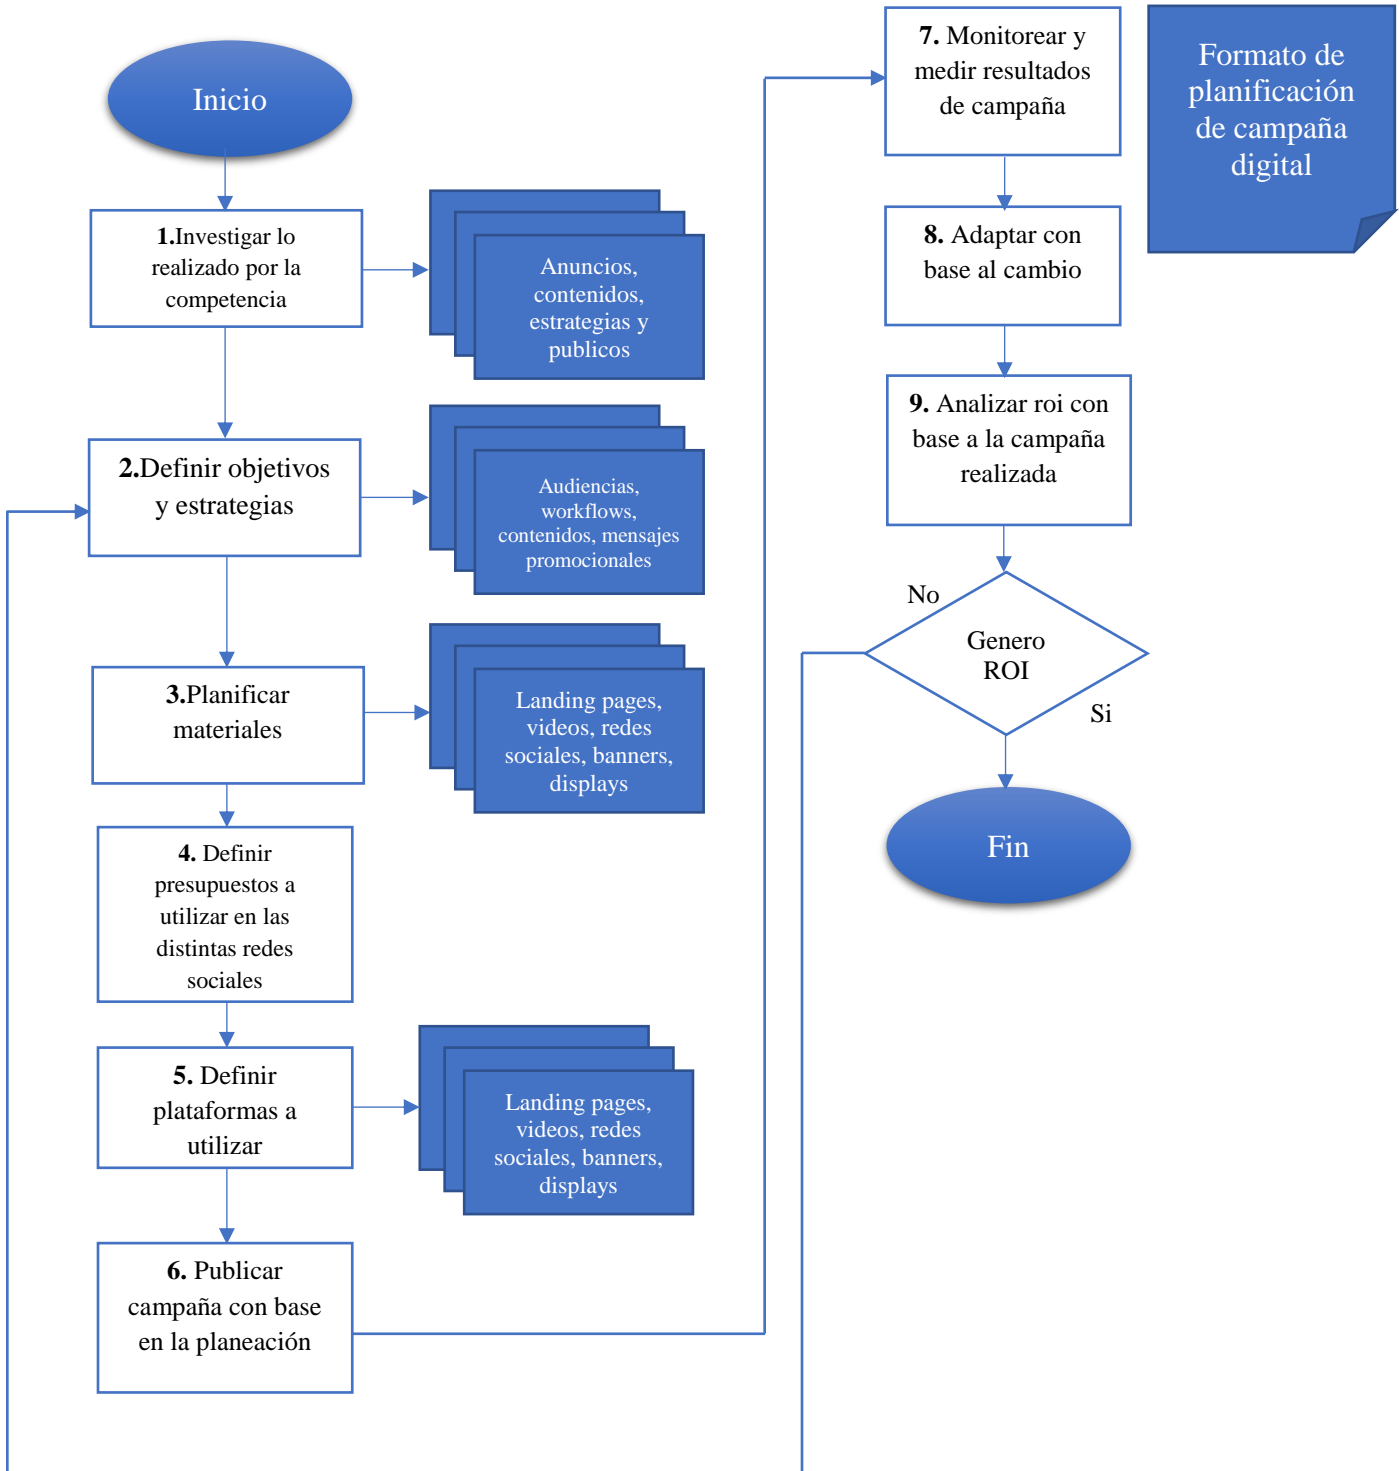 Inicio
1.Investigar lo
realizado por la
competencia
Anuncios,
contenidos,
estrategias y
publicos
2.Definir objetivos
y estrategias
Audiencias,
workflows,
contenidos, mensajes
promocionales
3.Planificar
materiales
Landing pages,
videos, redes
sociales, banners,
displays
4. Definir
presupuestos a
utilizar en las
distintas redes
sociales
5. Definir
plataformas a
utilizar
Landing pages,
videos, redes
sociales, banners,
displays
6. Publicar
campaña con base
en la planeación
7. Monitorear y
medir resultados
de campaña
Formato de
planificación
de campaña
digital
8. Adaptar con
base al cambio
9. Analizar roi con
base a la campaña
realizada
No
Genero
ROI
Si
Fin